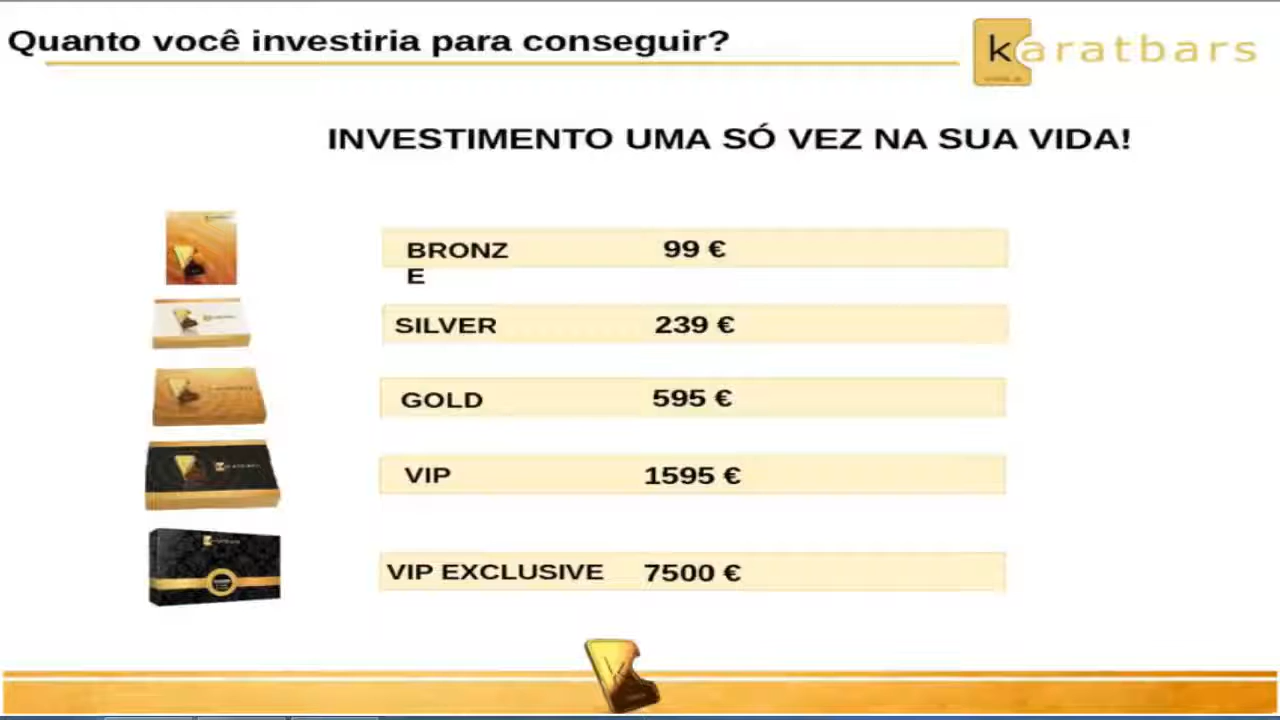 Quanto você investiria para conseguir?
karatbars
INVESTIMENTO UMA SÓ VEZ NA SUA VIDA!
BRONZ
E
99 €
SILVER 239 €
GOLD 595 €
VIP 1595 €
VIP EXCLUSIVE 7500 €